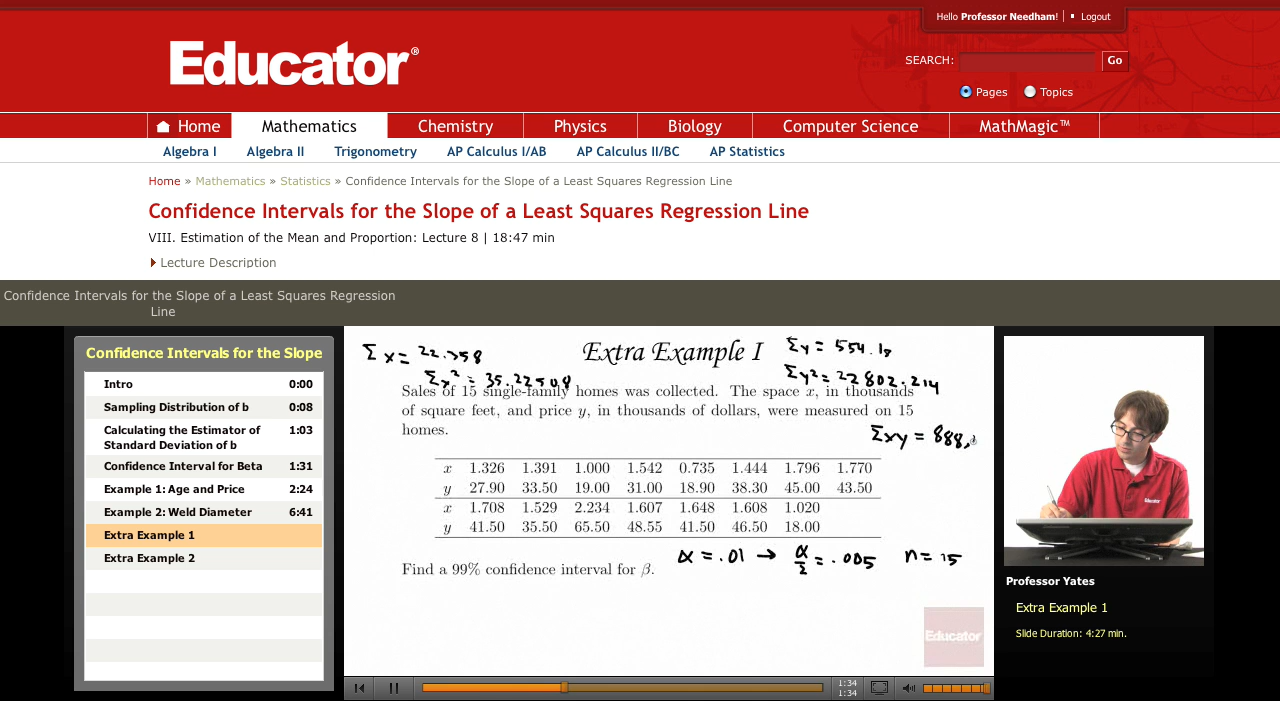 Hello Professor Needham! Logout
Educator®
SEARCH: Go
Pages Topics
Home Mathematics Chemistry Physics Biology Computer Science MathMagic™
Algebra I Algebra II Trigonometry AP Calculus I/AB AP Calculus II/BC AP Statistics
Home » Mathematics » Statistics » Confidence Intervals for the Slope of a Least Squares Regression Line
Confidence Intervals for the Slope of a Least Squares Regression Line
VIII. Estimation of the Mean and Proportion: Lecture 8 | 18:47 min
Lecture Description
Confidence Intervals for the Slope of a Least Squares Regression
Line
Confidence Intervals for the Slope
Intro 0:00
Sampling Distribution of b 0:08
Calculating the Estimator of 1:03
Standard Deviation of b
Confidence Interval for Beta 1:31
Example 1: Age and Price 2:24
Example 2: Weld Diameter 6:41
Extra Example 1
Extra Example 2
Extra Example I
Σx = 22.358
Σx² = 35.22508
Σy = 554.15
Σy² = 22802.214
Sales of 15 single-family homes was collected. The space x, in thousands
of square feet, and price y, in thousands of dollars, were measured on 15
homes.
Σxy = 888.
x 1.326 1.391 1.000 1.542 0.735 1.444 1.796 1.770
y 27.90 33.50 19.00 31.00 18.90 38.30 45.00 43.50
x 1.708 1.529 2.234 1.607 1.648 1.608 1.020
y 41.50 35.50 65.50 48.55 41.50 46.50 18.00
α = .01 → α/2 = .005 n = 15
Find a 99% confidence interval for β.
Educator
1:34
1:34
Educator
Professor Yates
Extra Example 1
Slide Duration: 4:27 min.